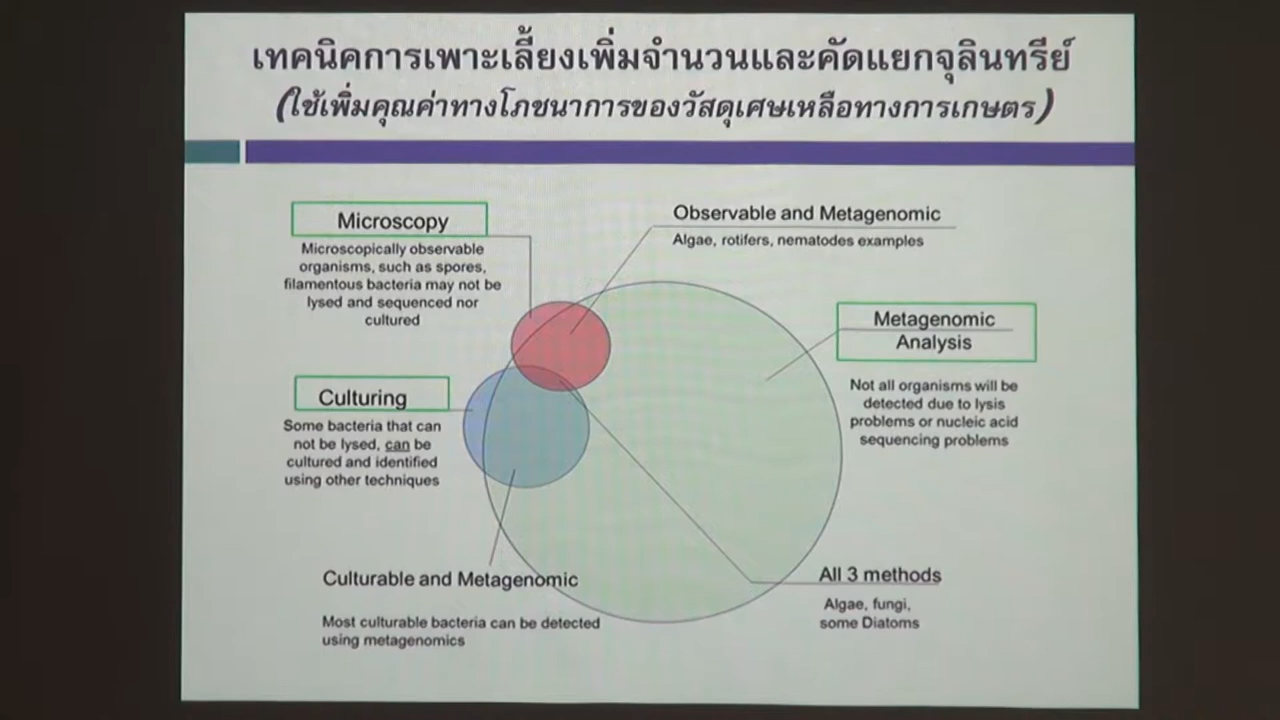 เทคนิคการเพาะเลี้ยงเพิ่มจำนวนและคัดแยกจุลินทรีย์
(ใช้เพิ่มคุณค่าทางโภชนาการของวัสดุเศษเหลือทางการเกษตร)
Microscopy
Microscopically observable
organisms, such as spores,
filamentous bacteria may not be
lysed and sequenced nor
cultured
Observable and Metagenomic
Algae, rotifers, nematodes examples
Metagenomic
Analysis
Not all organisms will be
detected due to lysis
problems or nucleic acid
sequencing problems
Culturing
Some bacteria that can
not be lysed, can be
cultured and identified
using other techniques
Culturable and Metagenomic
Most culturable bacteria can be detected
using metagenomics
All 3 methods
Algae, fungi,
some Diatoms